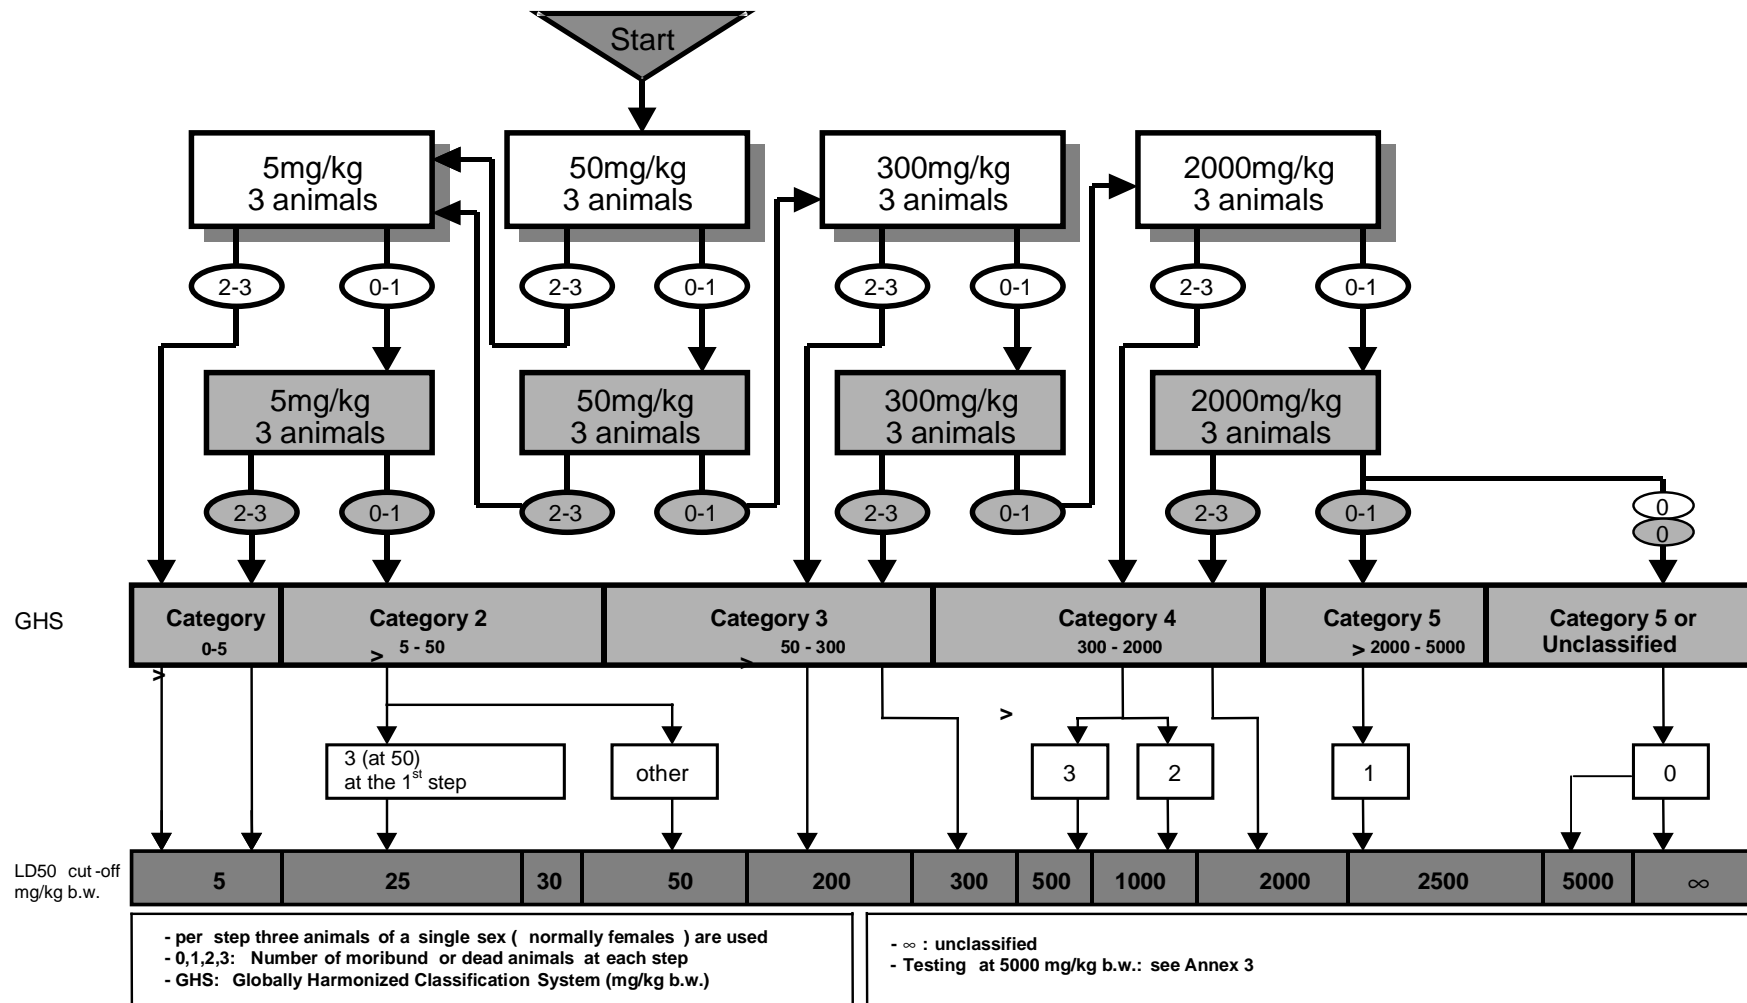 Start
5mg/kg
3 animals
50mg/kg
3 animals
300mg/kg
3 animals
2000mg/kg
3 animals
2-3
0-1
2-3
0-1
2-3
0-1
2-3
0-1
5mg/kg
3 animals
50mg/kg
3 animals
300mg/kg
3 animals
2000mg/kg
3 animals
2-3
0-1
2-3
0-1
2-3
0-1
2-3
0-1
0
0
GHS
Category
0-5
>
Category 2
> 5 - 50
Category 3
> 50 - 300
Category 4
300 - 2000
>
Category 5
> 2000 - 5000
Category 5 or
Unclassified
3 (at 50)
at the 1st step
other
3
2
1
0
LD50 cut-off
mg/kg b.w.
5
25
30
50
200
300
500
1000
2000
2500
5000
∞
- per step three animals of a single sex ( normally females ) are used
- 0,1,2,3: Number of moribund or dead animals at each step
- GHS: Globally Harmonized Classification System (mg/kg b.w.)
- ∞ : unclassified
- Testing at 5000 mg/kg b.w.: see Annex 3